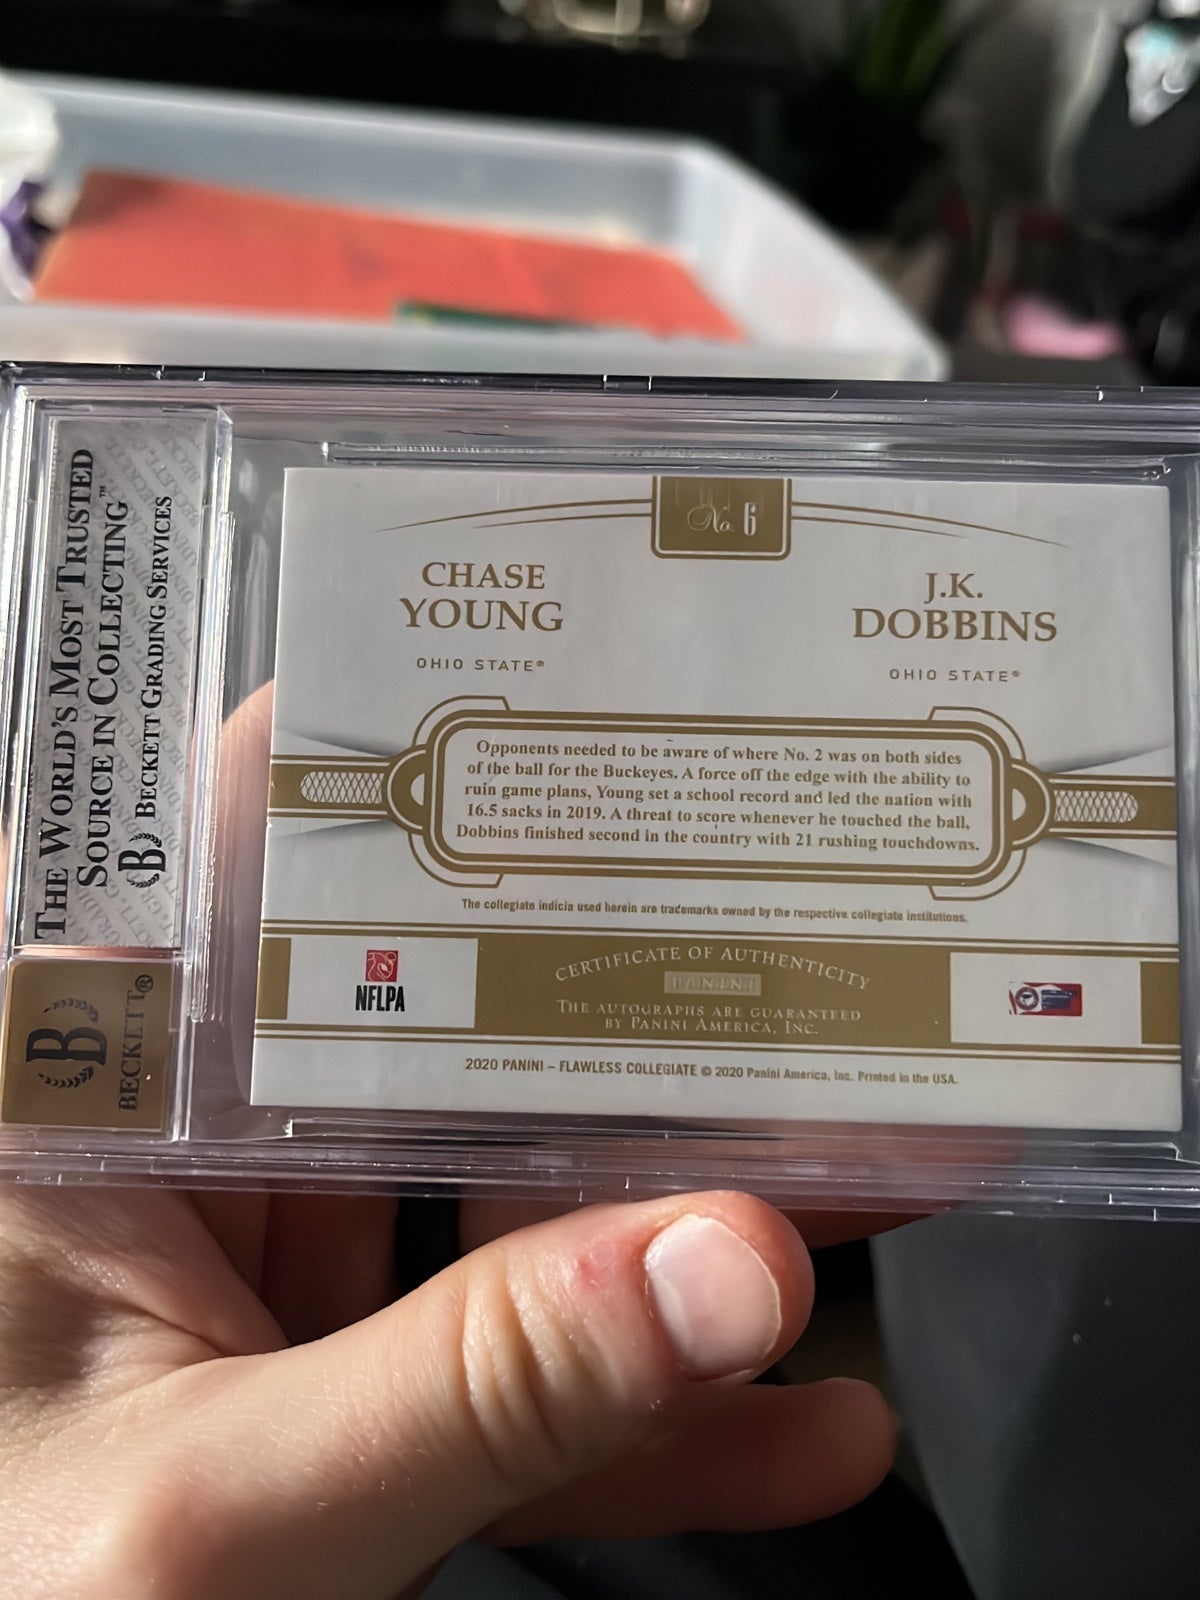 THE WORLD'S MOST TRUSTED
SOURCE IN COLLECTING™
B BECKETT GRADING SERVICES
B
BECKETT®
No. 6
CHASE
YOUNG
OHIO STATE®
J.K.
DOBBINS
OHIO STATE®
Opponents needed to be aware of where No. 2 was on both sides
of the ball for the Buckeyes. A force off the edge with the ability to
ruin game plans, Young set a school record and led the nation with
16.5 sacks in 2019. A threat to score whenever he touched the ball,
Dobbins finished second in the country with 21 rushing touchdowns.
The collegiate indicia used herein are trademarks owned by the respective collegiate institutions.
NFLPA
CERTIFICATE OF AUTHENTICITY
PANINI
THE AUTOGRAPHS ARE GUARANTEED
BY PANINI AMERICA, INC.
2020 PANINI – FLAWLESS COLLEGIATE © 2020 Panini America, Inc. Printed in the USA.